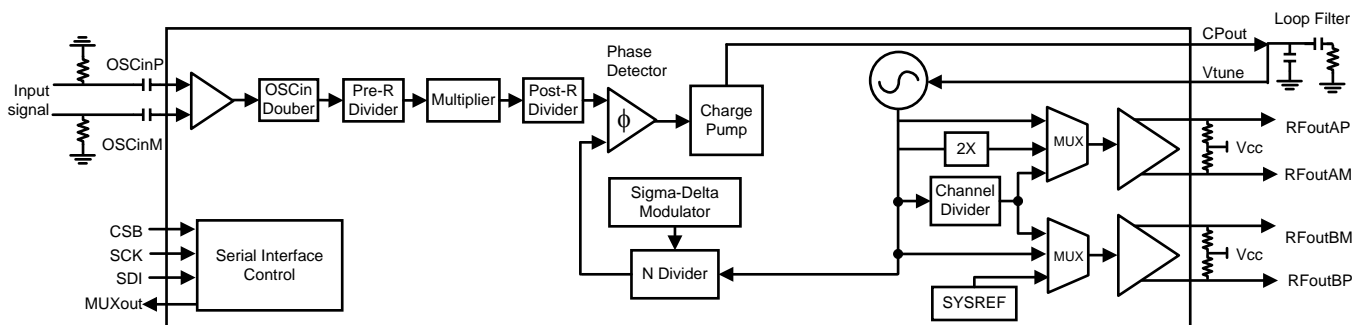 Loop Filter
CPout
Vtune
Phase
Detector
OSCinP
Input
signal
OSCinM
OSCin
Douber
Pre-R
Divider
Multiplier
Post-R
Divider
ϕ
Charge
Pump
2X
MUX
RFoutAP
Vcc
RFoutAM
Channel
Divider
Sigma-Delta
Modulator
N Divider
MUX
SYSREF
RFoutBM
Vcc
RFoutBP
CSB
SCK
SDI
MUXout
Serial Interface
Control